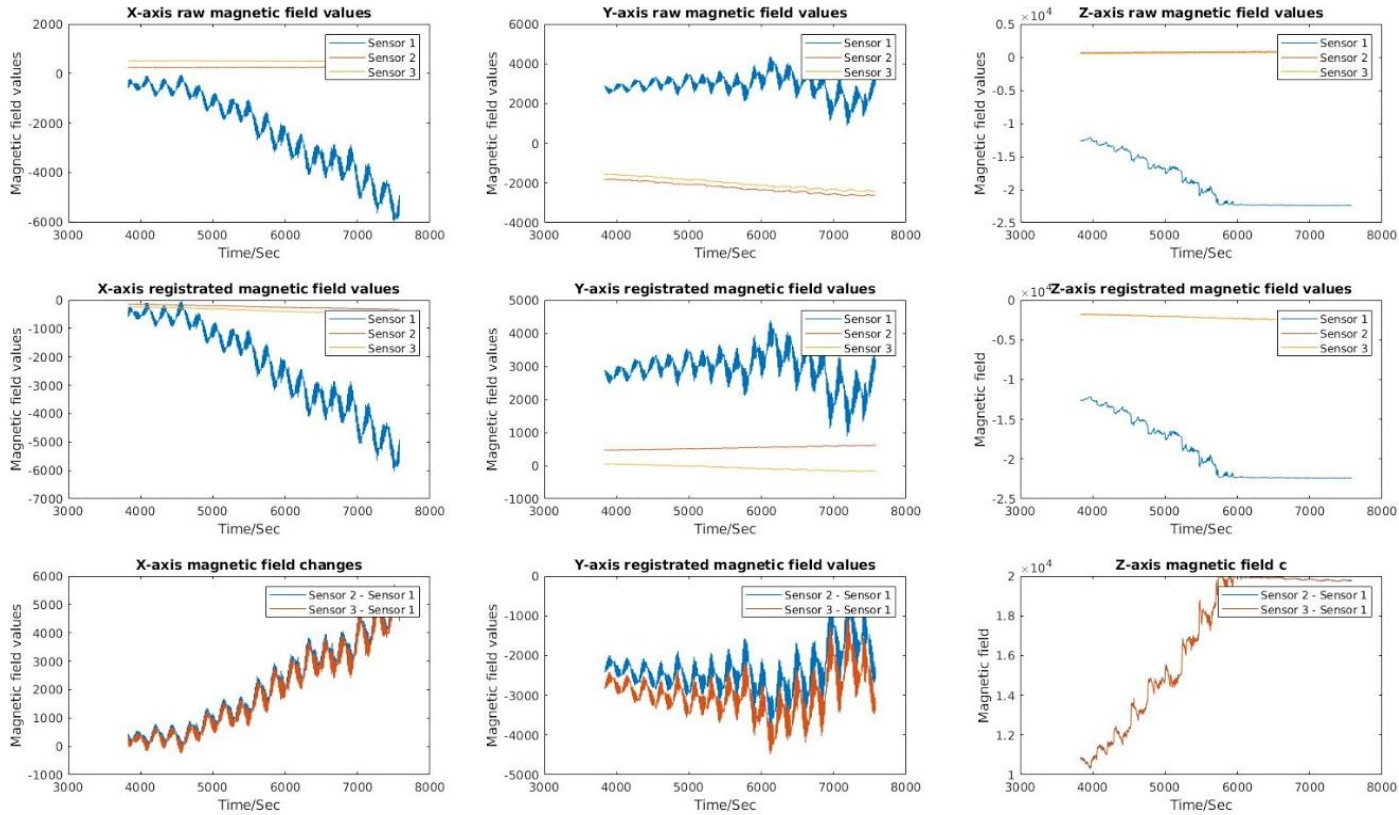 X-axis raw magnetic field values
2000
0
-2000
-4000
-6000
Magnetic field values
3000 4000 5000 6000 7000 8000
Time/Sec
Sensor 1
Sensor 2
Sensor 3
Y-axis raw magnetic field values
6000
4000
2000
0
-2000
-4000
Magnetic field values
3000 4000 5000 6000 7000 8000
Time/Sec
Sensor 1
Sensor 2
Sensor 3
×10⁴ Z-axis raw magnetic field values
0.5
0
-0.5
-1
-1.5
-2
-2.5
Magnetic field values
3000 4000 5000 6000 7000 8000
Time/Sec
Sensor 1
Sensor 2
Sensor 3
X-axis registrated magnetic field values
0
-1000
-2000
-3000
-4000
-5000
-6000
-7000
Magnetic field values
3000 4000 5000 6000 7000 8000
Time/Sec
Sensor 1
Sensor 2
Sensor 3
Y-axis registrated magnetic field values
5000
4000
3000
2000
1000
0
-1000
Magnetic field values
3000 4000 5000 6000 7000 8000
Time/Sec
Sensor 1
Sensor 2
Sensor 3
×10⁴ Z-axis registrated magnetic field values
0
-0.5
-1
-1.5
-2
-2.5
Magnetic field
3000 4000 5000 6000 7000 8000
Time/Sec
Sensor 1
Sensor 2
Sensor 3
X-axis magnetic field changes
6000
5000
4000
3000
2000
1000
0
-1000
Magnetic field values
3000 4000 5000 6000 7000 8000
Time/Sec
Sensor 2 - Sensor 1
Sensor 3 - Sensor 1
Y-axis registrated magnetic field values
0
-1000
-2000
-3000
-4000
-5000
Magnetic field values
3000 4000 5000 6000 7000 8000
Time/Sec
Sensor 2 - Sensor 1
Sensor 3 - Sensor 1
×10⁴ Z-axis magnetic field c
2
1.8
1.6
1.4
1.2
1
Magnetic field
3000 4000 5000 6000 7000 8000
Time/Sec
Sensor 2 - Sensor 1
Sensor 3 - Sensor 1